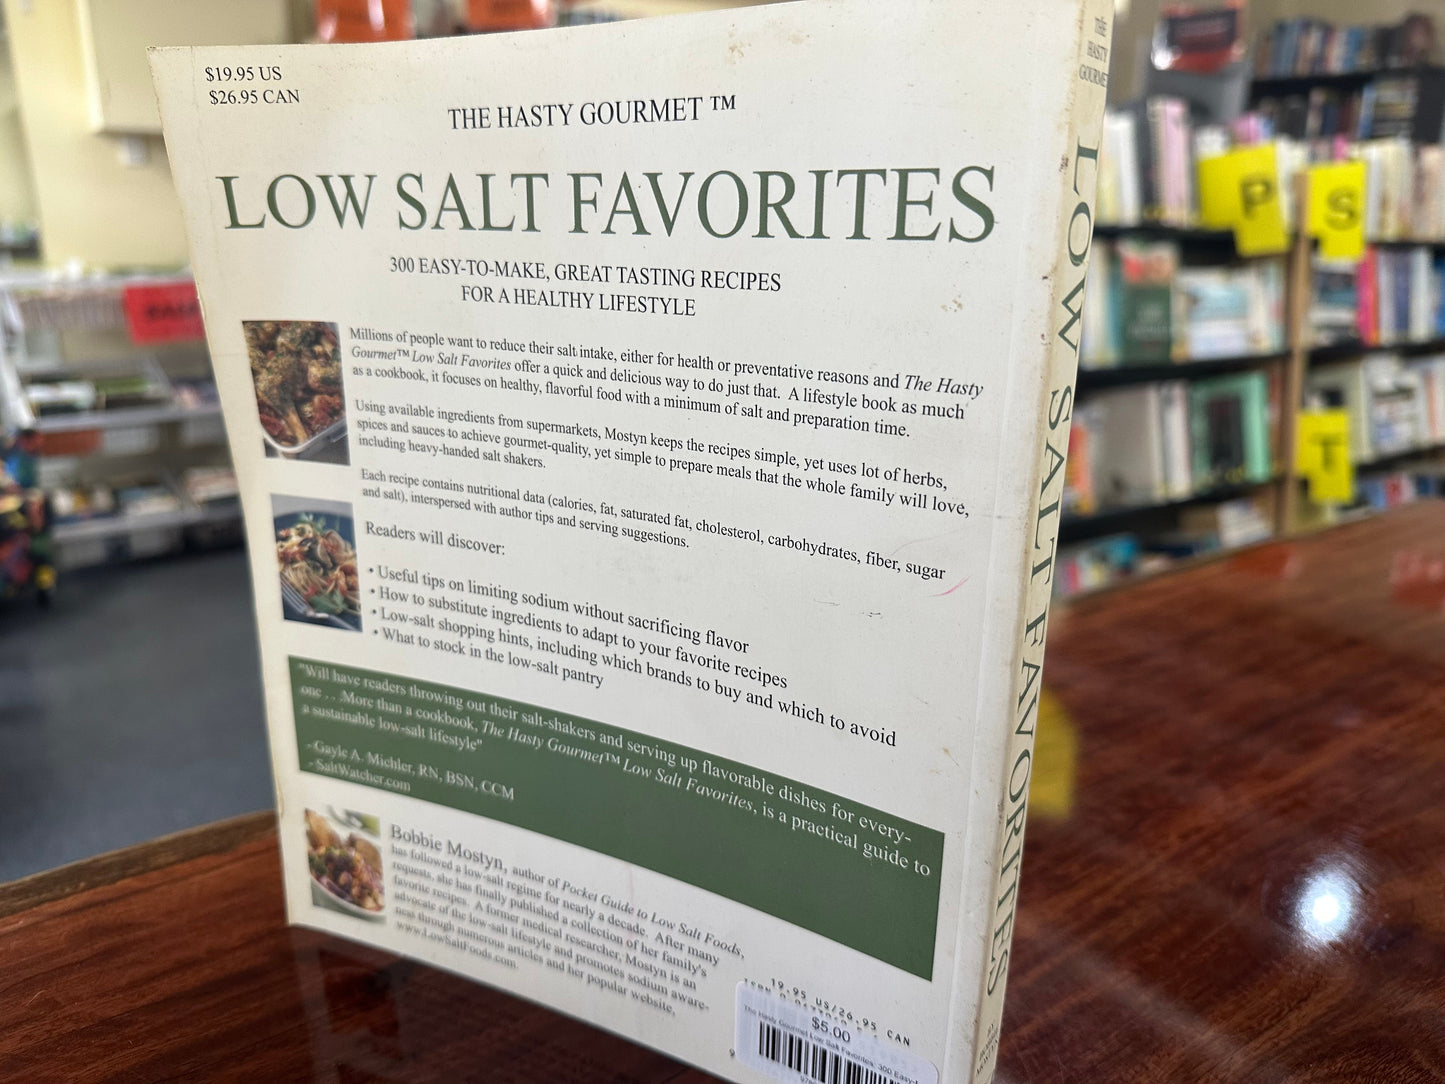 $19.95 US
$26.95 CAN
THE HASTY GOURMET ™
LOW SALT FAVORITES
300 EASY-TO-MAKE, GREAT TASTING RECIPES
FOR A HEALTHY LIFESTYLE
Millions of people want to reduce their salt intake, either for health or preventative reasons and The Hasty
Gourmet™ Low Salt Favorites offer a quick and delicious way to do just that. A lifestyle book as much
as a cookbook, it focuses on healthy, flavorful food with a minimum of salt and preparation time.
Using available ingredients from supermarkets, Mostyn keeps the recipes simple, yet uses lot of herbs,
spices and sauces to achieve gourmet-quality, yet simple to prepare meals that the whole family will love,
including heavy-handed salt shakers.
Each recipe contains nutritional data (calories, fat, saturated fat, cholesterol, carbohydrates, fiber, sugar
and salt), interspersed with author tips and serving suggestions.
Readers will discover:
• Useful tips on limiting sodium without sacrificing flavor
• How to substitute ingredients to adapt to your favorite recipes
• Low-salt shopping hints, including which brands to buy and which to avoid
• What to stock in the low-salt pantry
"Will have readers throwing out their salt-shakers and serving up flavorable dishes for every-
one . . .More than a cookbook, The Hasty Gourmet™ Low Salt Favorites, is a practical guide to
a sustainable low-salt lifestyle"
~Gayle A. Michler, RN, BSN, CCM
~SaltWatcher.com
Bobbie Mostyn, author of Pocket Guide to Low Salt Foods,
has followed a low-salt regime for nearly a decade. After many
requests, she has finally published a collection of her family's
favorite recipes. A former medical researcher, Mostyn is an
advocate of the low-salt lifestyle and promotes sodium aware-
ness through numerous articles and her popular website,
www.LowSaltFoods.com.
19.95 US/26.95 CAN
$5.00
The Hasty Gourmet Low Salt Favorites: 300 Easy-
THE
HASTY
GOURMET
LOW SALT FAVORITES
BY
BOBBIE
MOSTYN
P
S
T